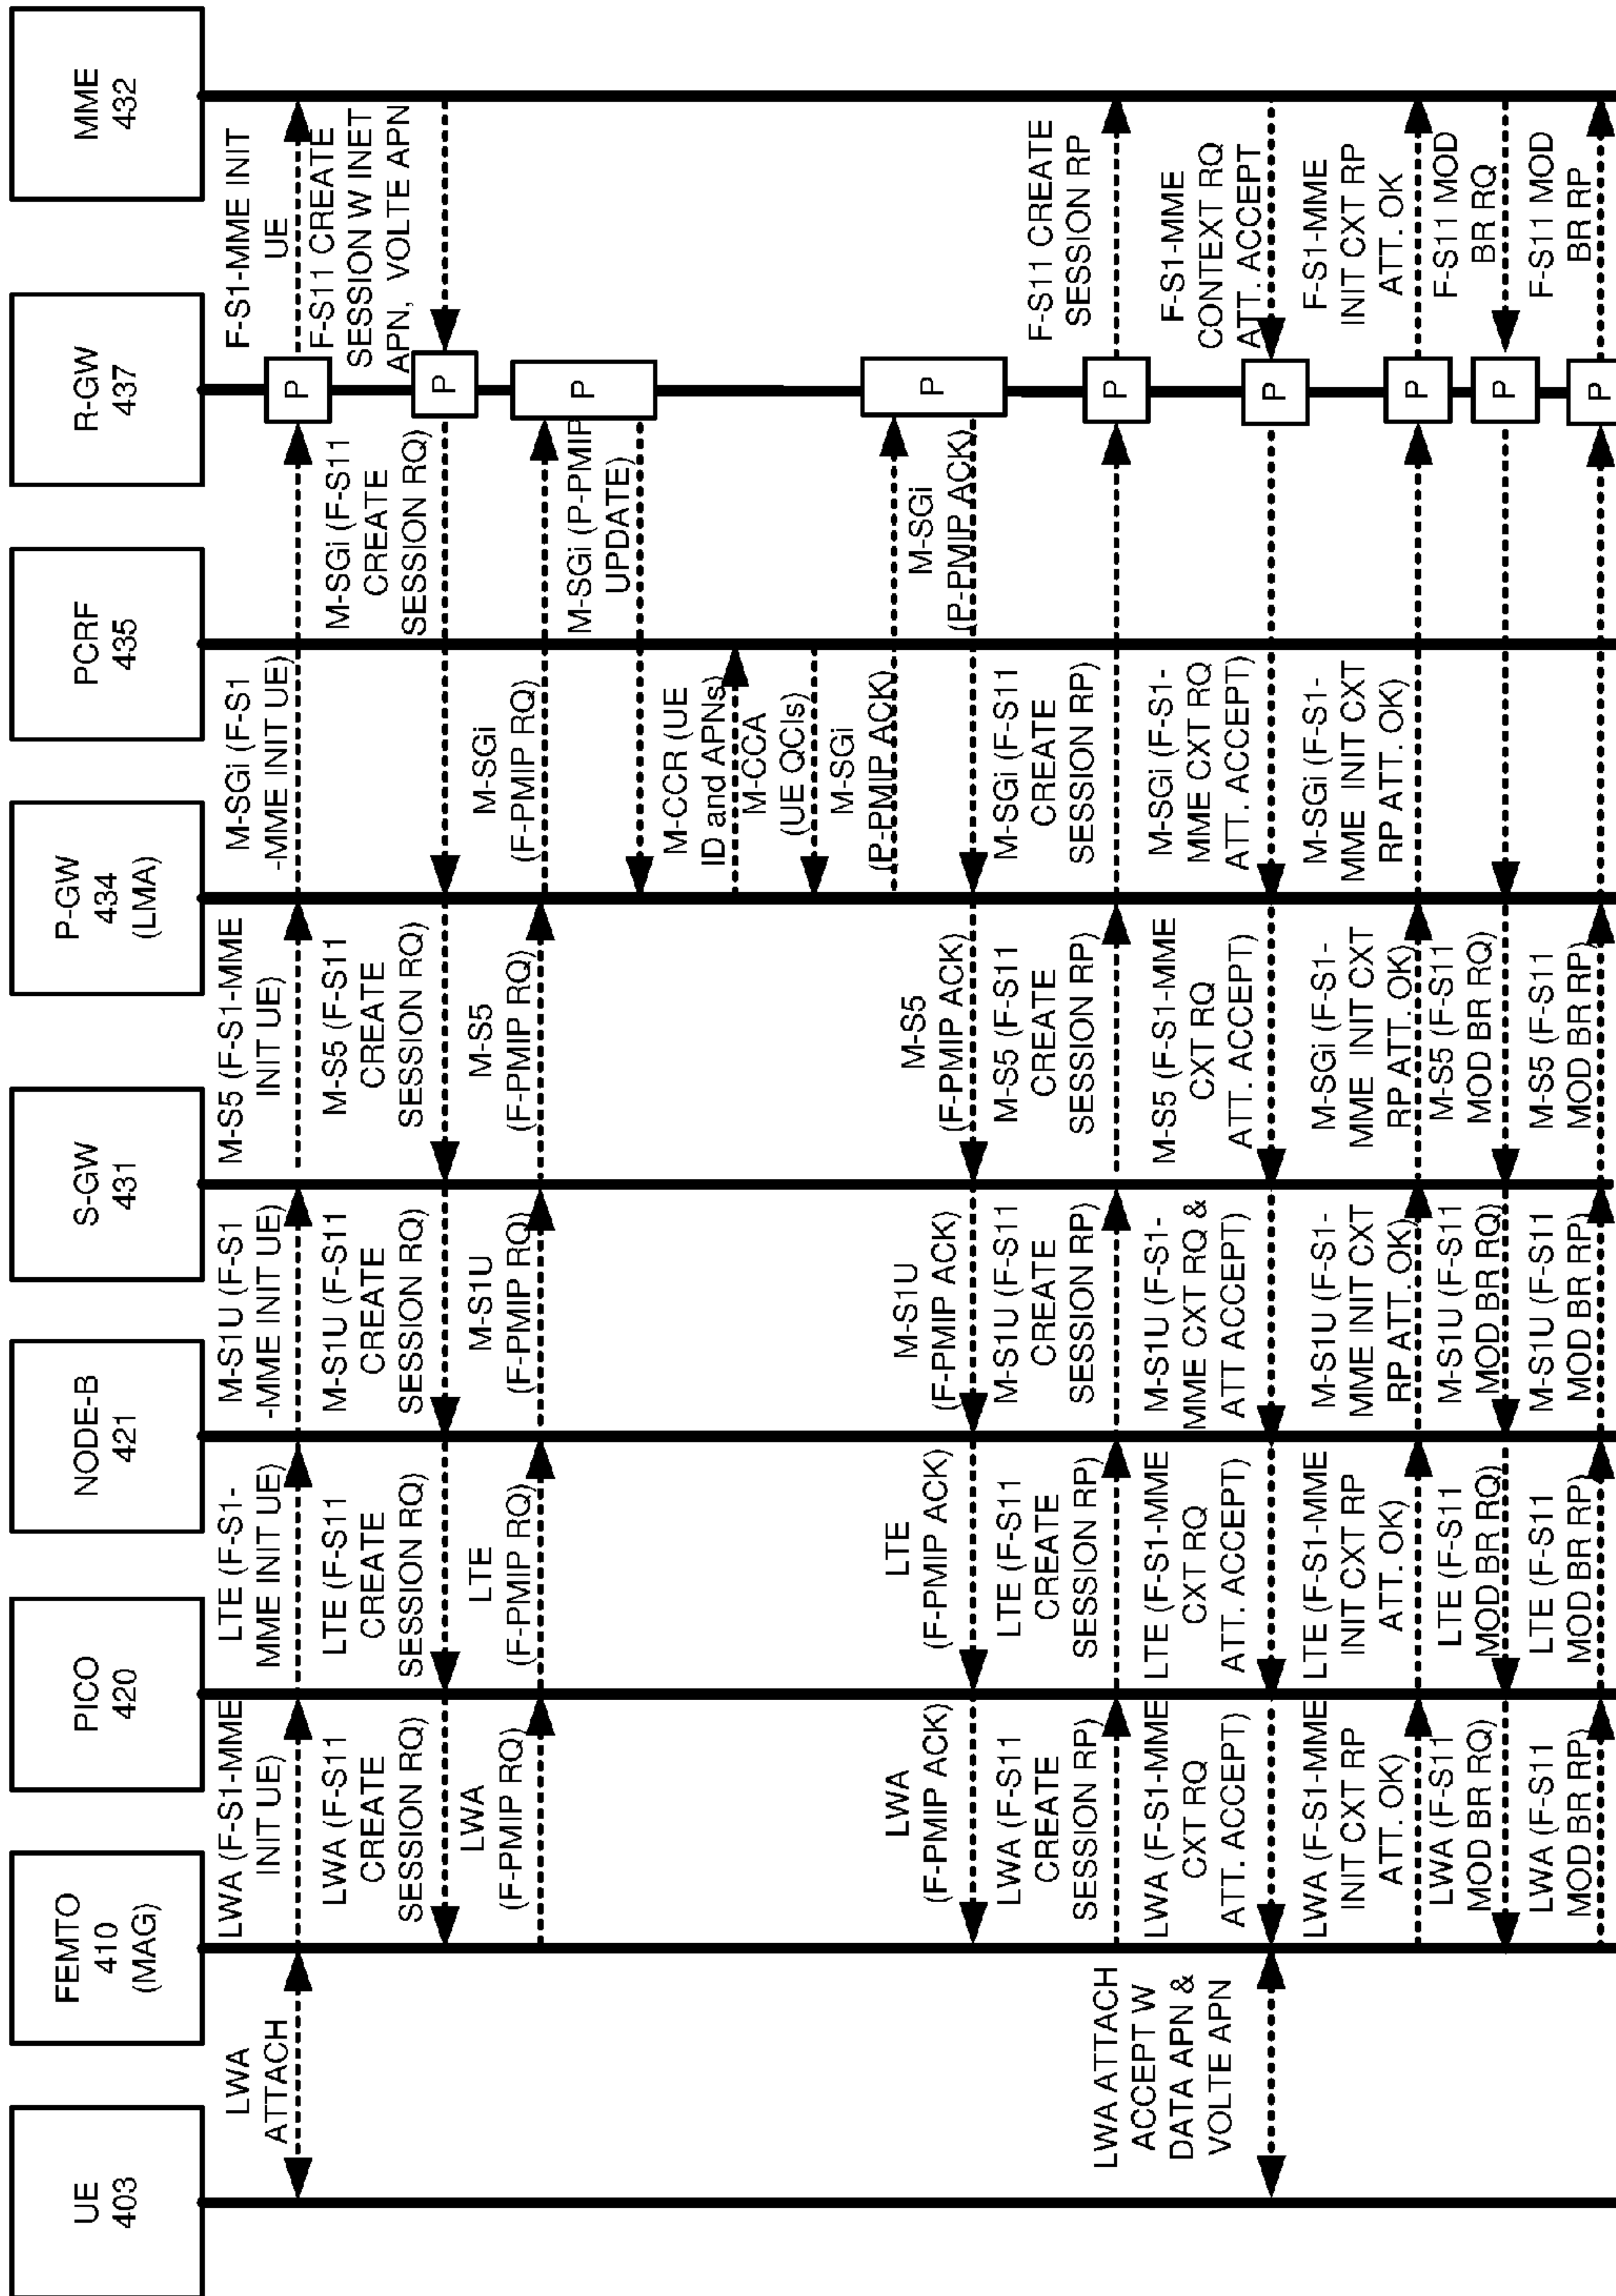 UE
403
FEMTO
410
(MAG)
PICO
420
NODE-B
421
S-GW
431
P-GW
434
(LMA)
PCRF
435
R-GW
437
MME
432
LWA
ATTACH
LWA (F-S1-MME
INIT UE)
LTE (F-S1-
MME INIT UE)
M-S1U (F-S1
-MME INIT UE)
M-S5 (F-S1-MME
INIT UE)
M-SGi (F-S1
-MME INIT UE)
F-S1-MME INIT
UE
LWA (F-S11
CREATE
SESSION RQ)
LTE (F-S11
CREATE
SESSION RQ)
M-S1U (F-S11
CREATE
SESSION RQ)
M-S5 (F-S11
CREATE
SESSION RQ)
M-SGi (F-S11
CREATE
SESSION RQ)
F-S11 CREATE
SESSION W INET
APN, VOLTE APN
P
P
LWA
(F-PMIP RQ)
LTE
(F-PMIP RQ)
M-S1U
(F-PMIP RQ)
M-S5
(F-PMIP RQ)
M-SGi
(F-PMIP RQ)
P
M-SGi (P-PMIP
UPDATE)
M-CCR (UE
ID and APNs)
M-CCA
(UE QCIs)
M-SGi
(P-PMIP ACK)
P
LWA
(F-PMIP ACK)
LTE
(F-PMIP ACK)
M-S1U
(F-PMIP ACK)
M-S5
(F-PMIP ACK)
M-SGi
(P-PMIP ACK)
LWA (F-S11
CREATE
SESSION RP)
LTE (F-S11
CREATE
SESSION RP)
M-S1U (F-S11
CREATE
SESSION RP)
M-S5 (F-S11
CREATE
SESSION RP)
M-SGi (F-S11
CREATE
SESSION RP)
P
F-S11 CREATE
SESSION RP
LWA ATTACH
ACCEPT W
DATA APN &
VOLTE APN
LWA (F-S1-MME
CXT RQ
ATT. ACCEPT)
LTE (F-S1-MME
CXT RQ
ATT. ACCEPT)
M-S1U (F-S1-
MME CXT RQ &
ATT ACCEPT)
M-S5 (F-S1-MME
CXT RQ
ATT. ACCEPT)
M-SGi (F-S1-
MME CXT RQ
ATT. ACCEPT)
P
F-S1-MME
CONTEXT RQ
ATT. ACCEPT
LWA (F-S1-MME
INIT CXT RP
ATT. OK)
LTE (F-S1-MME
INIT CXT RP
ATT. OK)
M-S1U (F-S1-
MME INIT CXT
RP ATT. OK)
M-SGi (F-S1-
MME INIT CXT
RP ATT. OK)
M-SGi (F-S1-
MME INIT CXT
RP ATT. OK)
P
F-S1-MME
INIT CXT RP
ATT. OK
LWA (F-S11
MOD BR RQ)
LTE (F-S11
MOD BR RQ)
M-S1U (F-S11
MOD BR RQ)
M-S5 (F-S11
MOD BR RQ)
P
F-S11 MOD
BR RQ
LWA (F-S11
MOD BR RP)
LTE (F-S11
MOD BR RP)
M-S1U (F-S11
MOD BR RP)
M-S5 (F-S11
MOD BR RP)
P
F-S11 MOD
BR RP